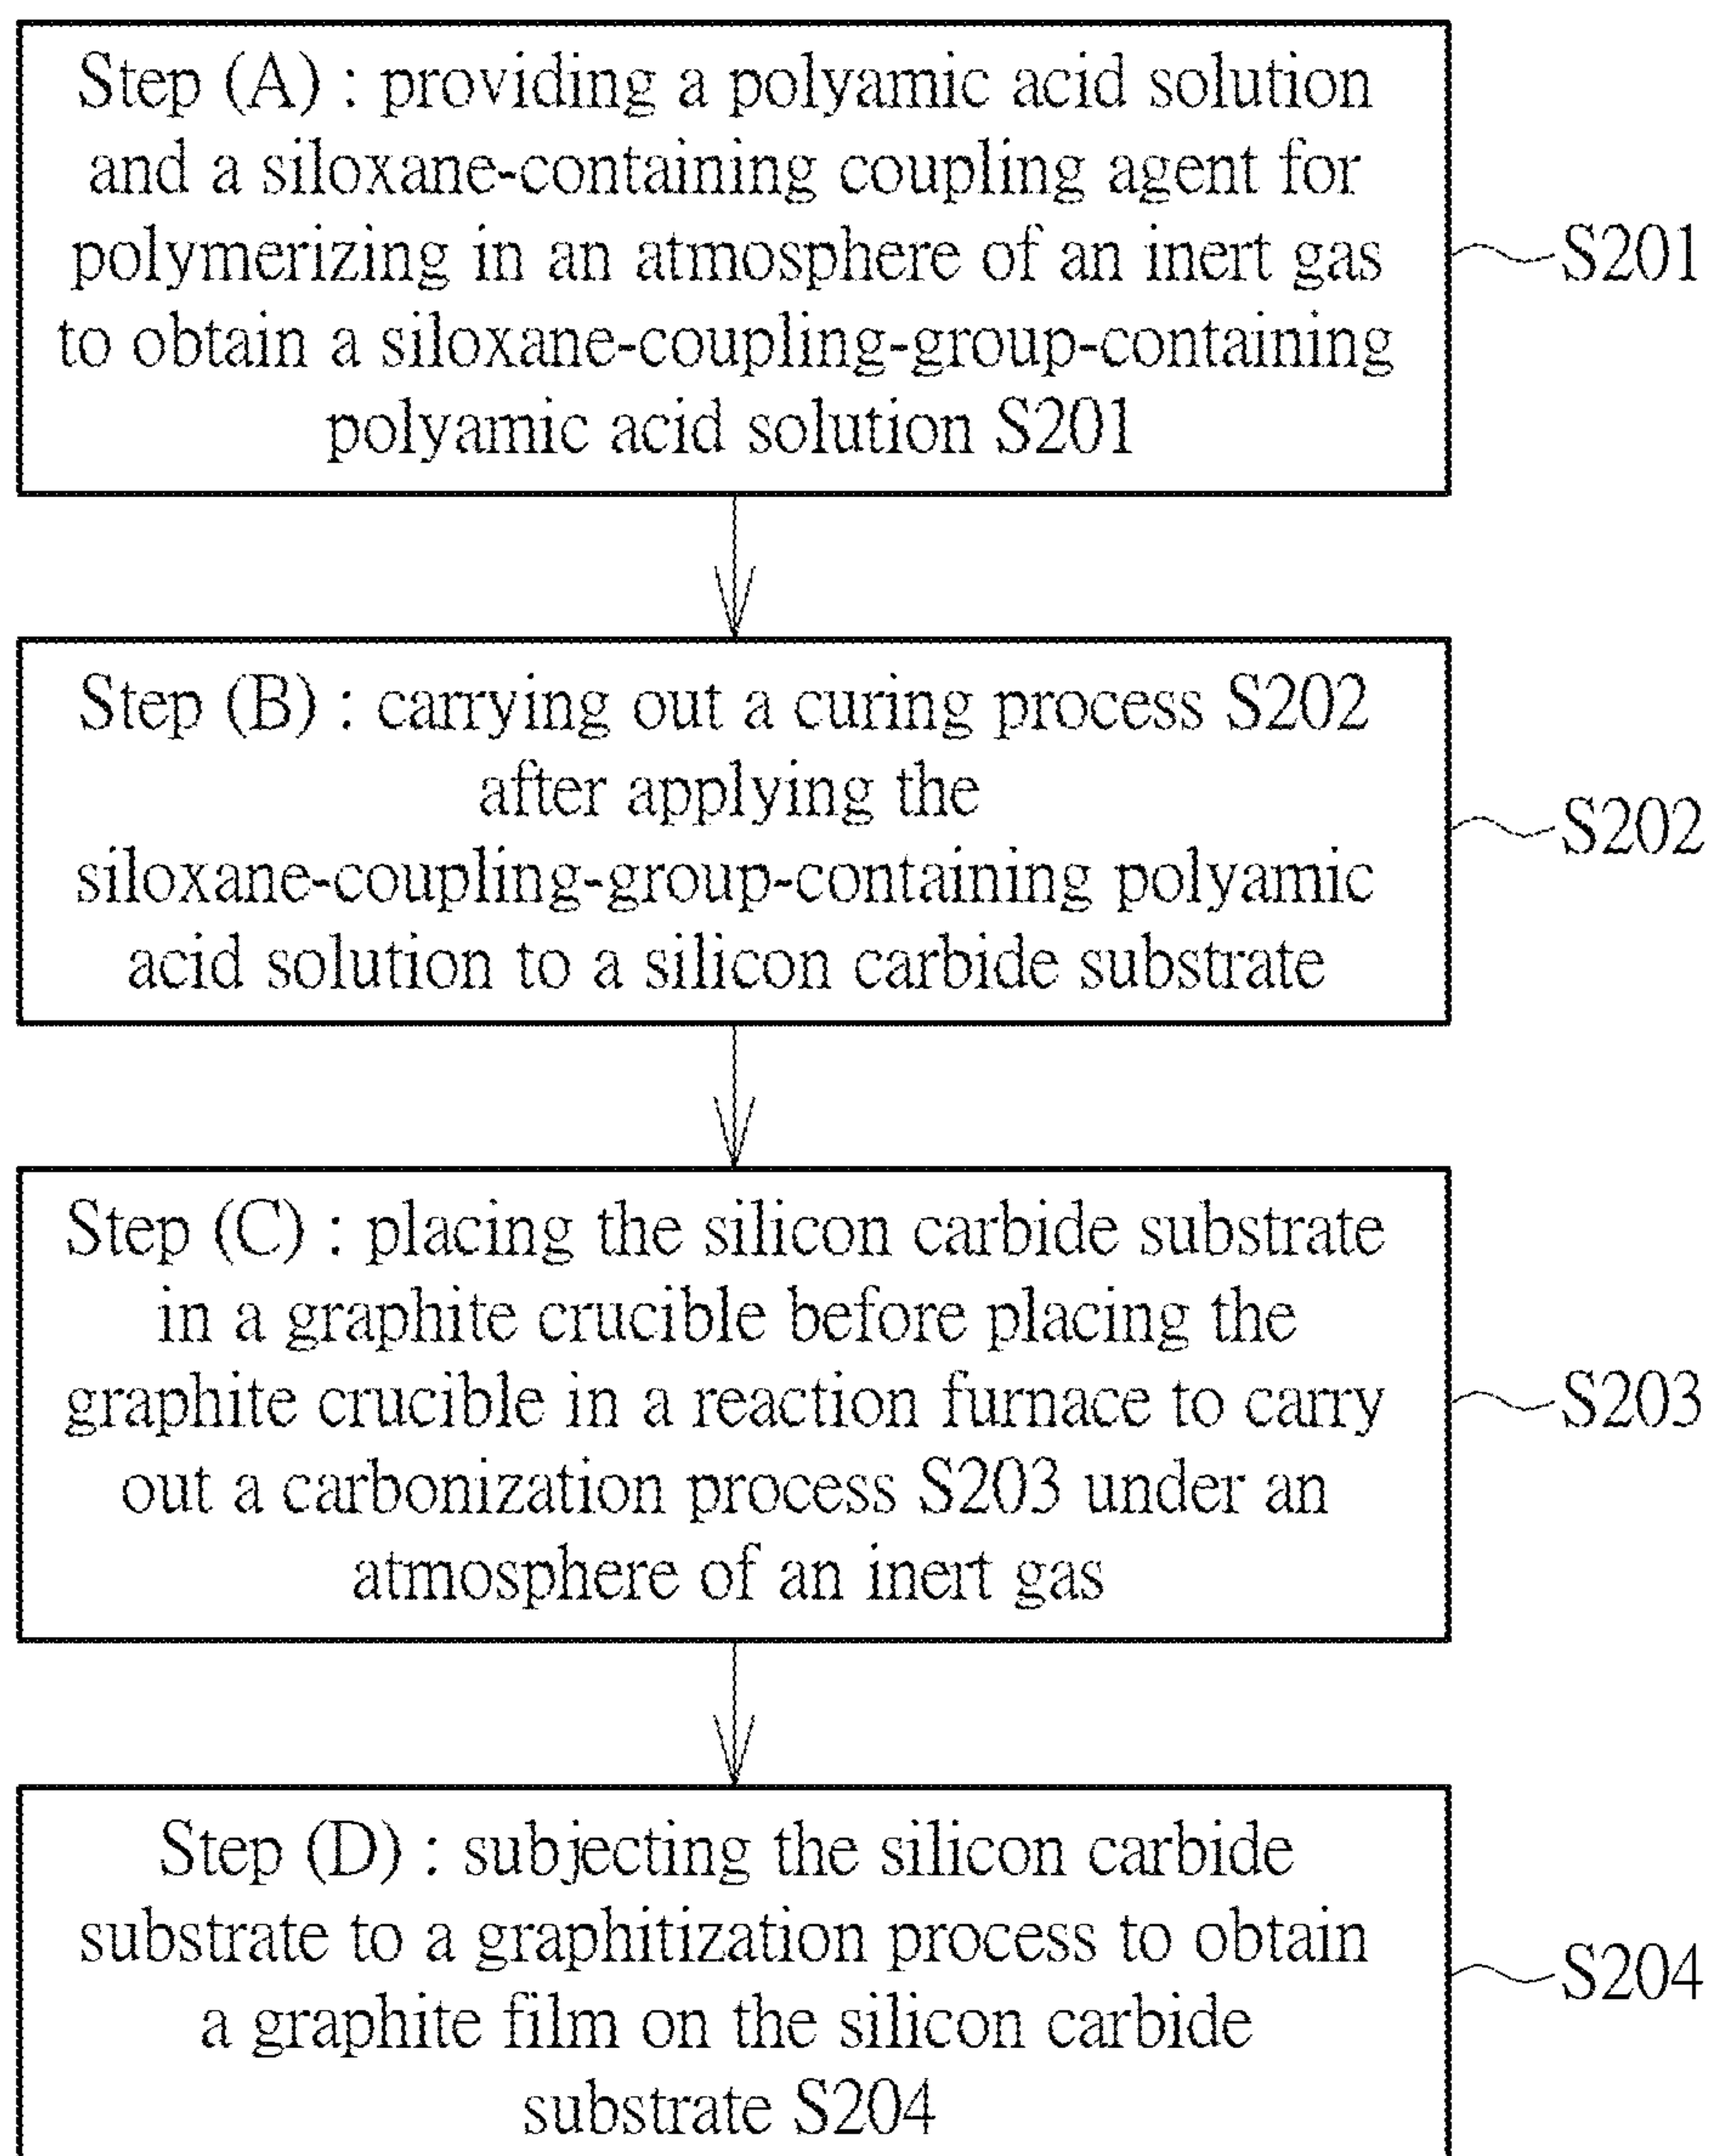 Step (A) : providing a polyamic acid solution
and a siloxane-containing coupling agent for
polymerizing in an atmosphere of an inert gas
to obtain a siloxane-coupling-group-containing
polyamic acid solution S201
S201
Step (B) : carrying out a curing process S202
after applying the
siloxane-coupling-group-containing polyamic
acid solution to a silicon carbide substrate
S202
Step (C) : placing the silicon carbide substrate
in a graphite crucible before placing the
graphite crucible in a reaction furnace to carry
out a carbonization process S203 under an
atmosphere of an inert gas
S203
Step (D) : subjecting the silicon carbide
substrate to a graphitization process to obtain
a graphite film on the silicon carbide
substrate S204
S204